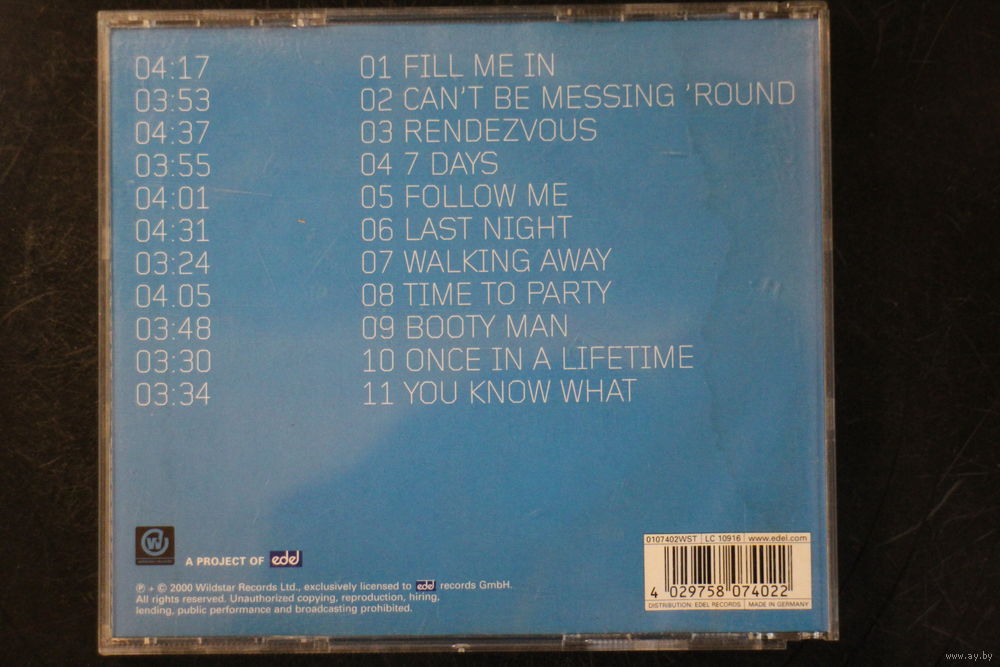 04:17 01 FILL ME IN
03:53 02 CAN'T BE MESSING 'ROUND
04:37 03 RENDEZVOUS
03:55 04 7 DAYS
04:01 05 FOLLOW ME
04:31 06 LAST NIGHT
03:24 07 WALKING AWAY
04.05 08 TIME TO PARTY
03:48 09 BOOTY MAN
03:30 10 ONCE IN A LIFETIME
03:34 11 YOU KNOW WHAT
A PROJECT OF edel
℗ + © 2000 Wildstar Records Ltd., exclusively licensed to edel records GmbH.
All rights reserved. Unauthorized copying, reproduction, hiring,
lending, public performance and broadcasting prohibited.
0107402WST LC 10916 www.edel.com
4 029758 074022
DISTRIBUTION: EDEL RECORDS MADE IN GERMANY
www.ay.by